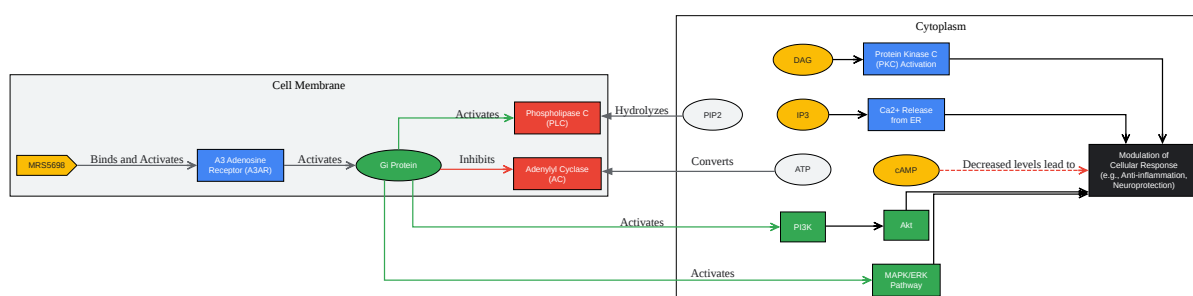 Cytoplasm
DAG
Protein Kinase C
(PKC) Activation
Cell Membrane
Activates
Phospholipase C
(PLC)
Hydrolyzes
PIP2
IP3
Ca2+ Release
from ER
MRS5698
Binds and Activates
A3 Adenosine
Receptor (A3AR)
Activates
Gi Protein
Inhibits
Adenylyl Cyclase
(AC)
Converts
ATP
cAMP
Decreased levels lead to
Modulation of
Cellular Response
(e.g., Anti-inflammation,
Neuroprotection)
Activates
PI3K
Akt
Activates
MAPK/ERK
Pathway